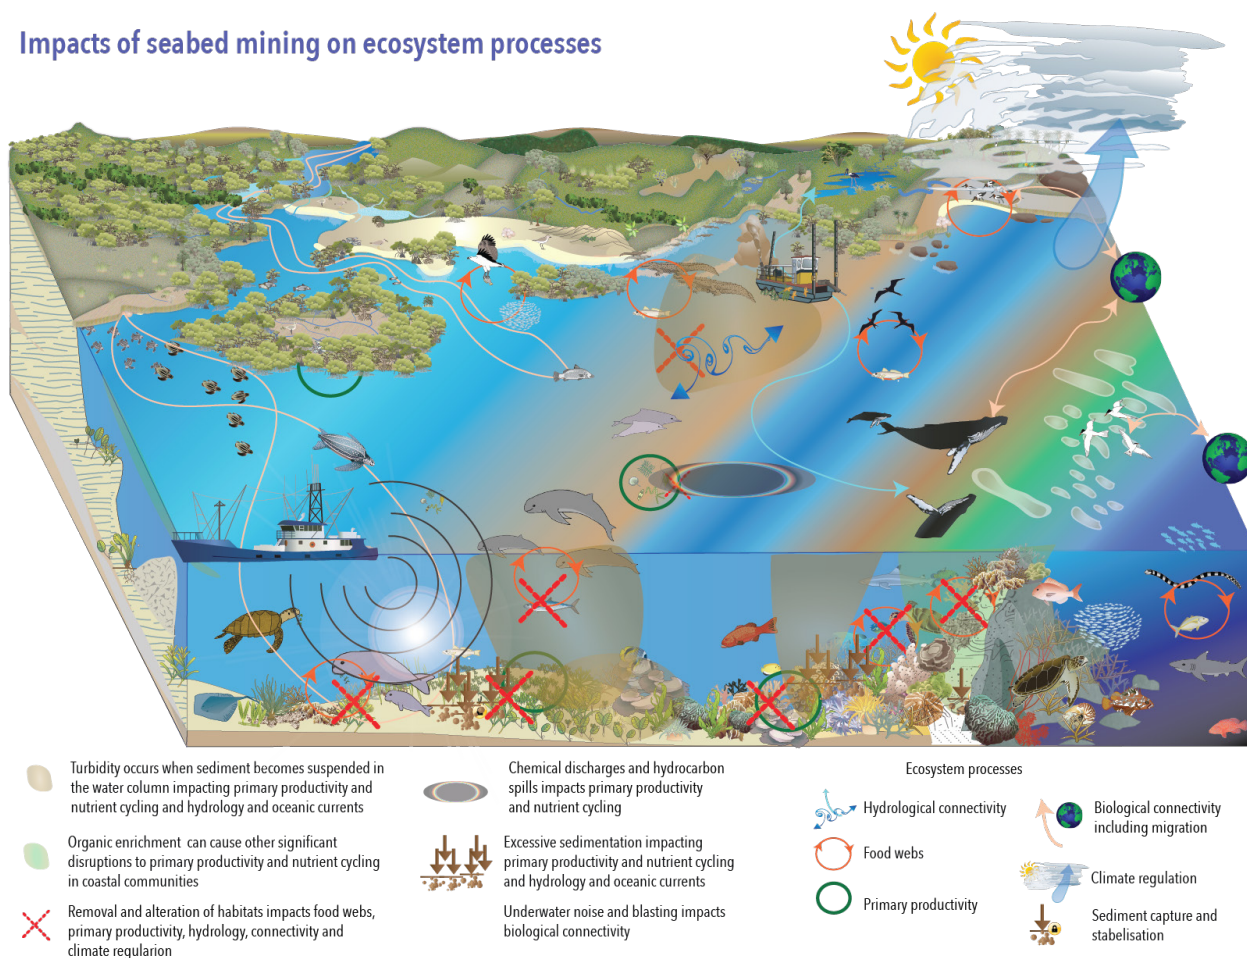 Impacts of seabed mining on ecosystem processes
Turbidity occurs when sediment becomes suspended in
the water column impacting primary productivity and
nutrient cycling and hydrology and oceanic currents
Organic enrichment can cause other significant
disruptions to primary productivity and nutrient cycling
in coastal communities
Removal and alteration of habitats impacts food webs,
primary productivity, hydrology, connectivity and
climate regularion
Chemical discharges and hydrocarbon
spills impacts primary productivity
and nutrient cycling
Excessive sedimentation impacting
primary productivity and nutrient cycling
and hydrology and oceanic currents
Underwater noise and blasting impacts
biological connectivity
Ecosystem processes
Hydrological connectivity
Food webs
Primary productivity
Biological connectivity
including migration
Climate regulation
Sediment capture and
stabelisation